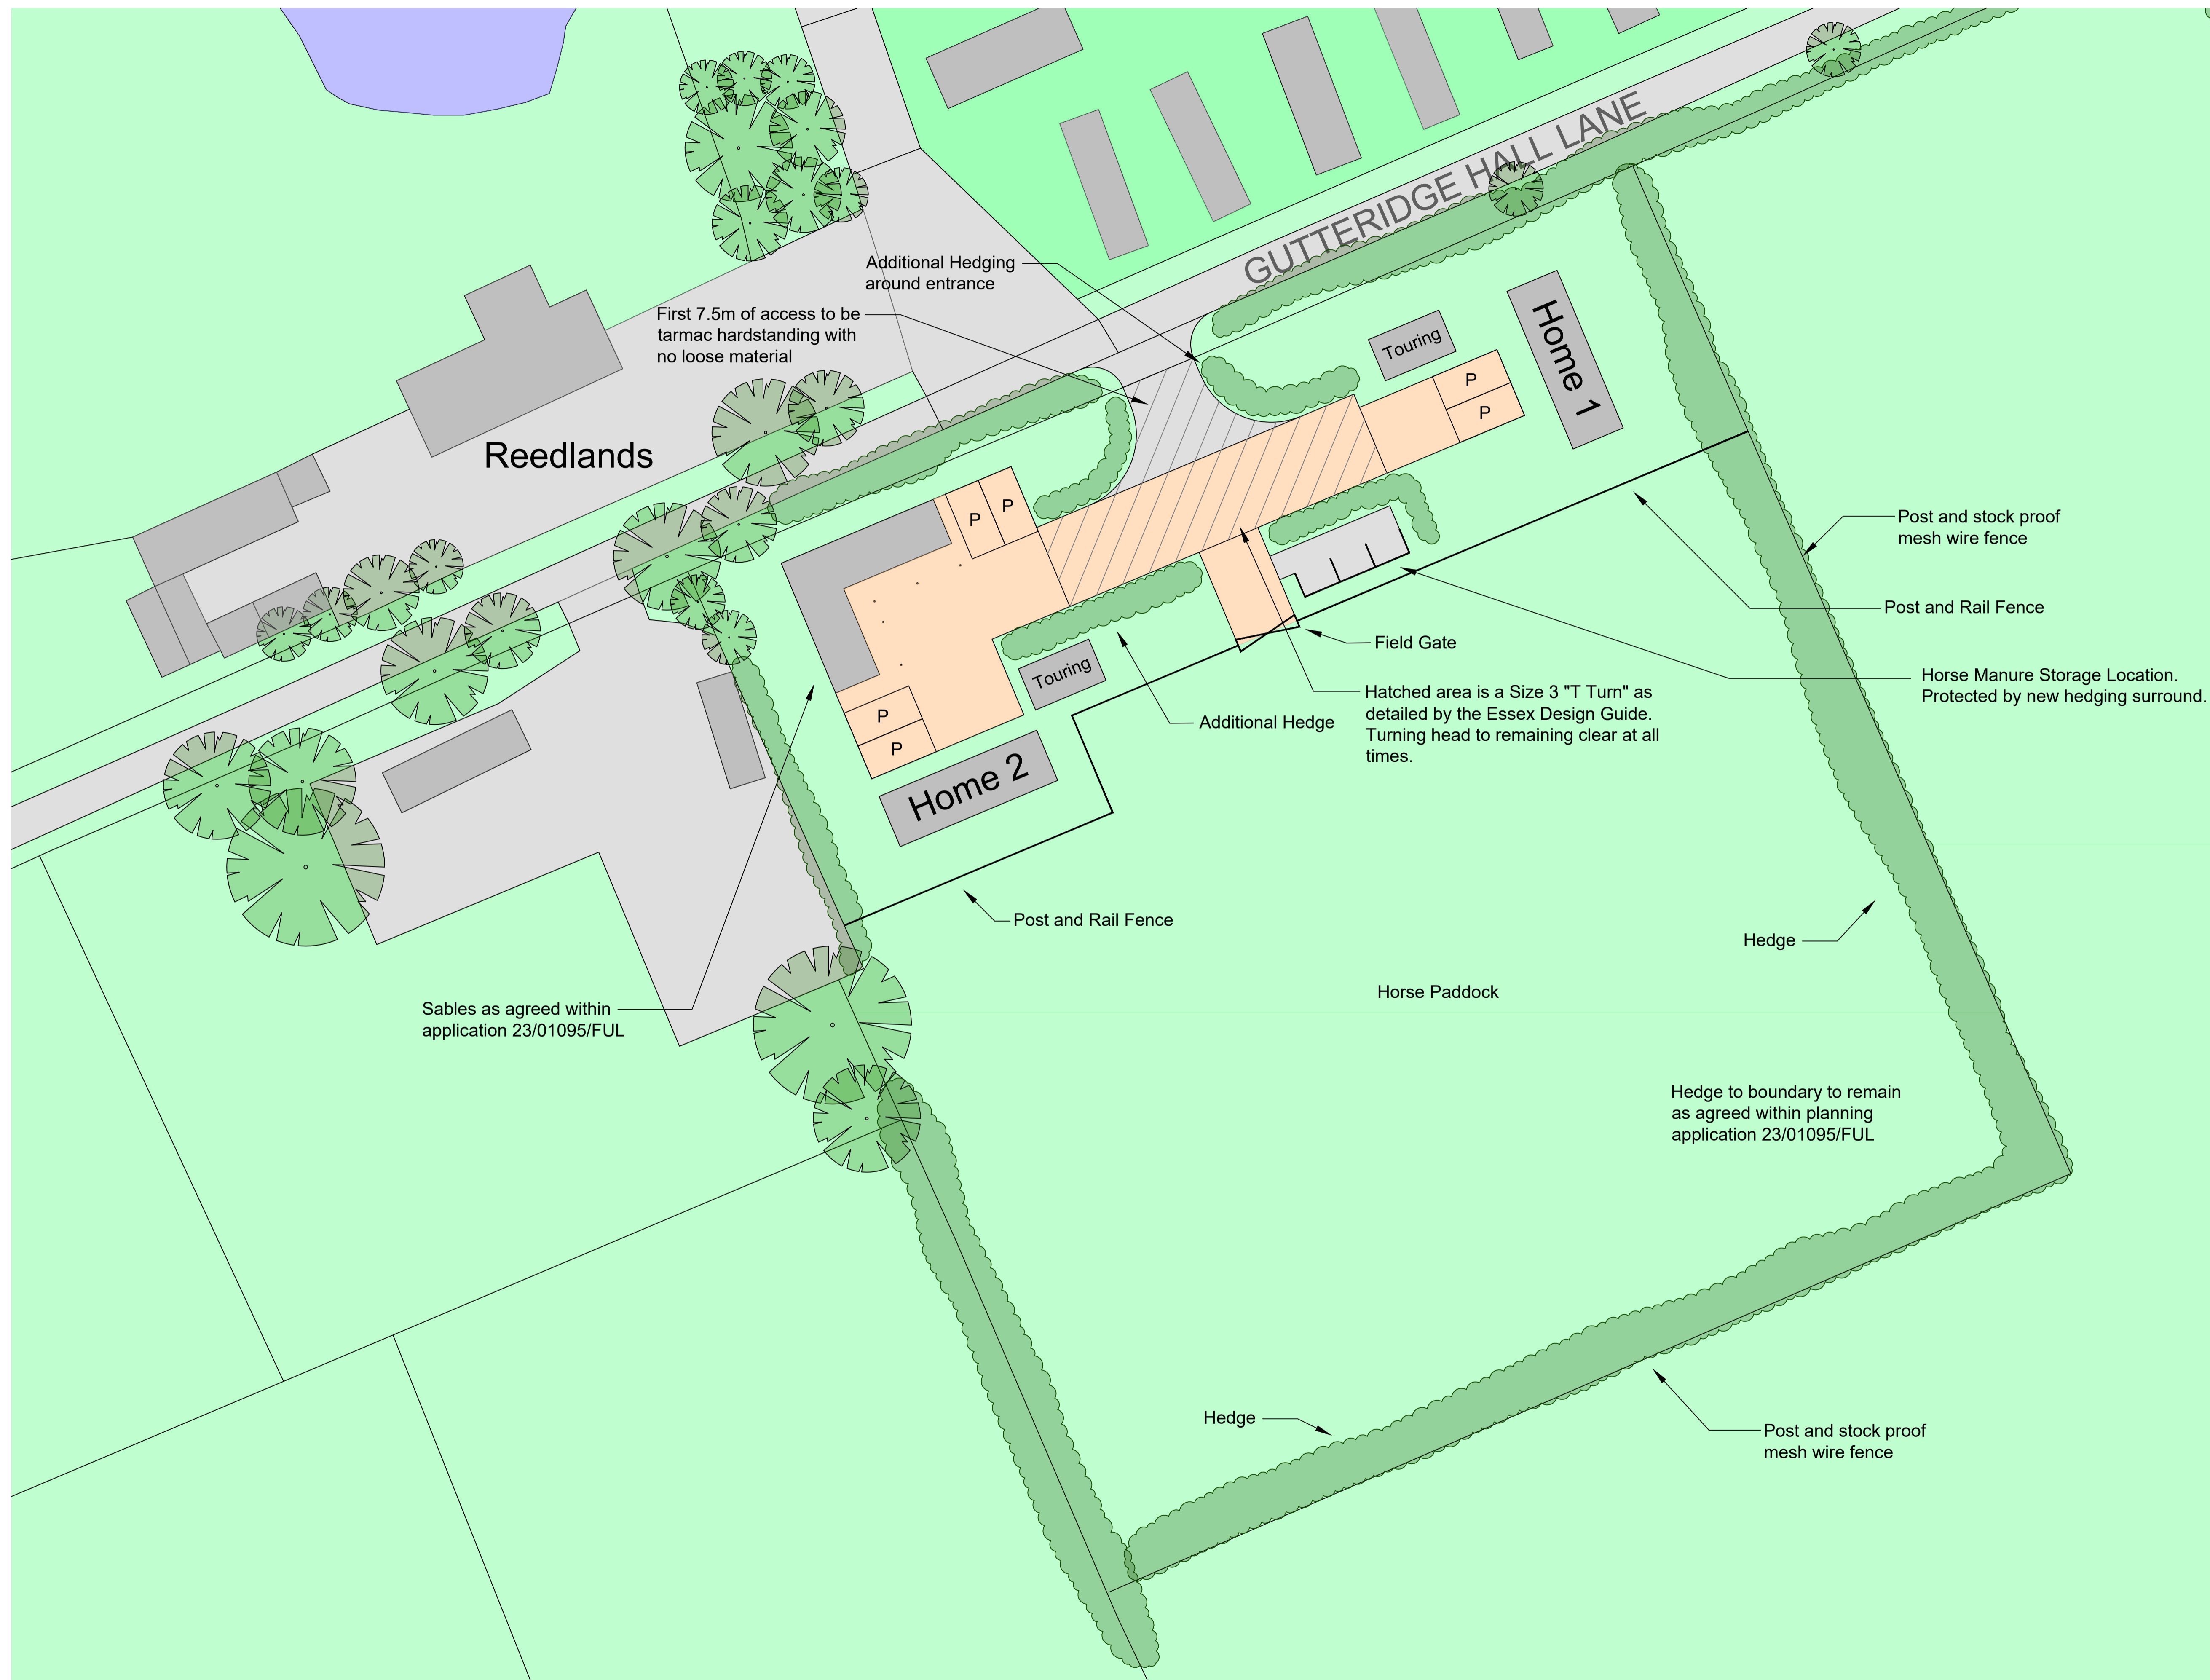 GUTTERIDGE HALL LANE
Additional Hedging
around entrance
First 7.5m of access to be
tarmac hardstanding with
no loose material
Touring
Home 1
P
P
Reedlands
P
P
Post and stock proof
mesh wire fence
Post and Rail Fence
Field Gate
Horse Manure Storage Location.
Protected by new hedging surround.
Touring
Hatched area is a Size 3 "T Turn" as
detailed by the Essex Design Guide.
Turning head to remaining clear at all
times.
Additional Hedge
P
P
Home 2
Post and Rail Fence
Hedge
Horse Paddock
Sables as agreed within
application 23/01095/FUL
Hedge to boundary to remain
as agreed within planning
application 23/01095/FUL
Hedge
Post and stock proof
mesh wire fence